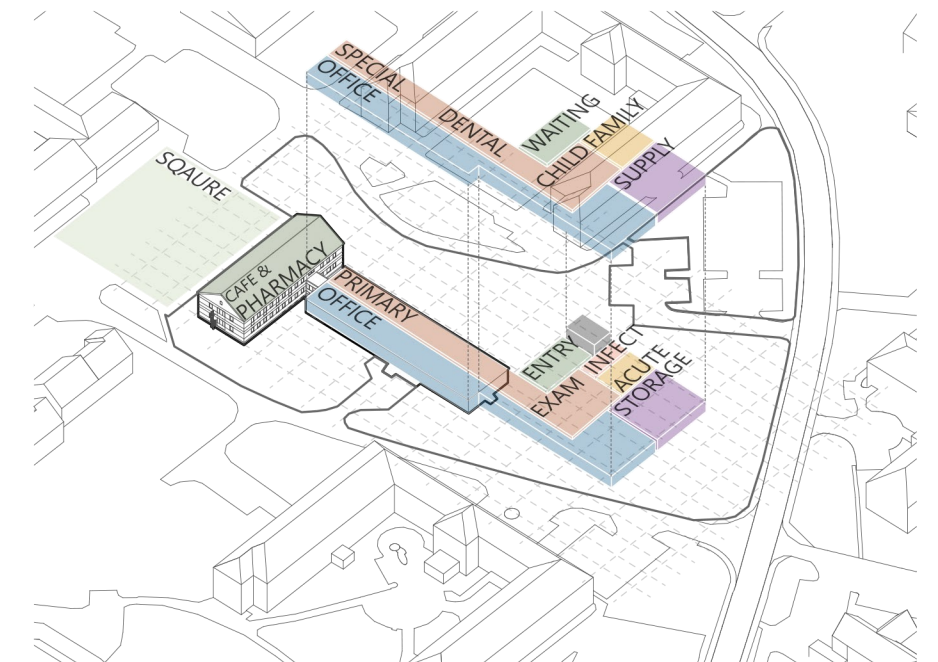 SPECIAL
OFFICE
DENTAL
WAITING
CHILD
FAMILY
SUPPLY
SQAURE
CAFE &
PHARMACY
PRIMARY
OFFICE
ENTRY
INFECT
EXAM
ACUTE
STORAGE